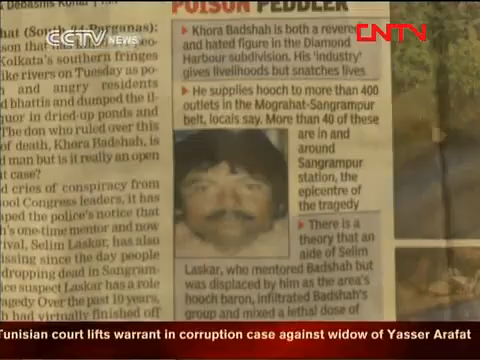 POISON PEDDLER
CCTV NEWS
CNTV
hat (South 24-Parganas):
Kolkata's southern fringes
ike rivers on Tuesday as po-
and angry residents
d bhattis and dumped the il-
uor in dried-up ponds and
The don who ruled over this
of death, Khora Badshah, is
d man but is it really an open
t case?
d cries of conspiracy from
ool Congress leaders, it has
aped the police's notice that
h's one-time mentor and now
rival, Selim Laskar, has also
issing since the day people
dropping dead in Sangram-
ice suspect Laskar has a role
ragedy. Over the past 10 years,
h had virtually finished off
Khora Badshah is both a revered
and hated figure in the Diamond
Harbour subdivision. His 'industry'
gives livelihoods but snatches lives
He supplies hooch to more than 400
outlets in the Mograhat-Sangrampur
belt, locals say. More than 40 of these
are in and
around
Sangrampur
station, the
epicentre of
the tragedy
There is a
theory that an
aide of Selim
Laskar, who mentored Badshah but
was displaced by him as the area's
hooch baron, infiltrated Badshah's
group and mixed a lethal dose of
Tunisian court lifts warrant in corruption case against widow of Yasser Arafat